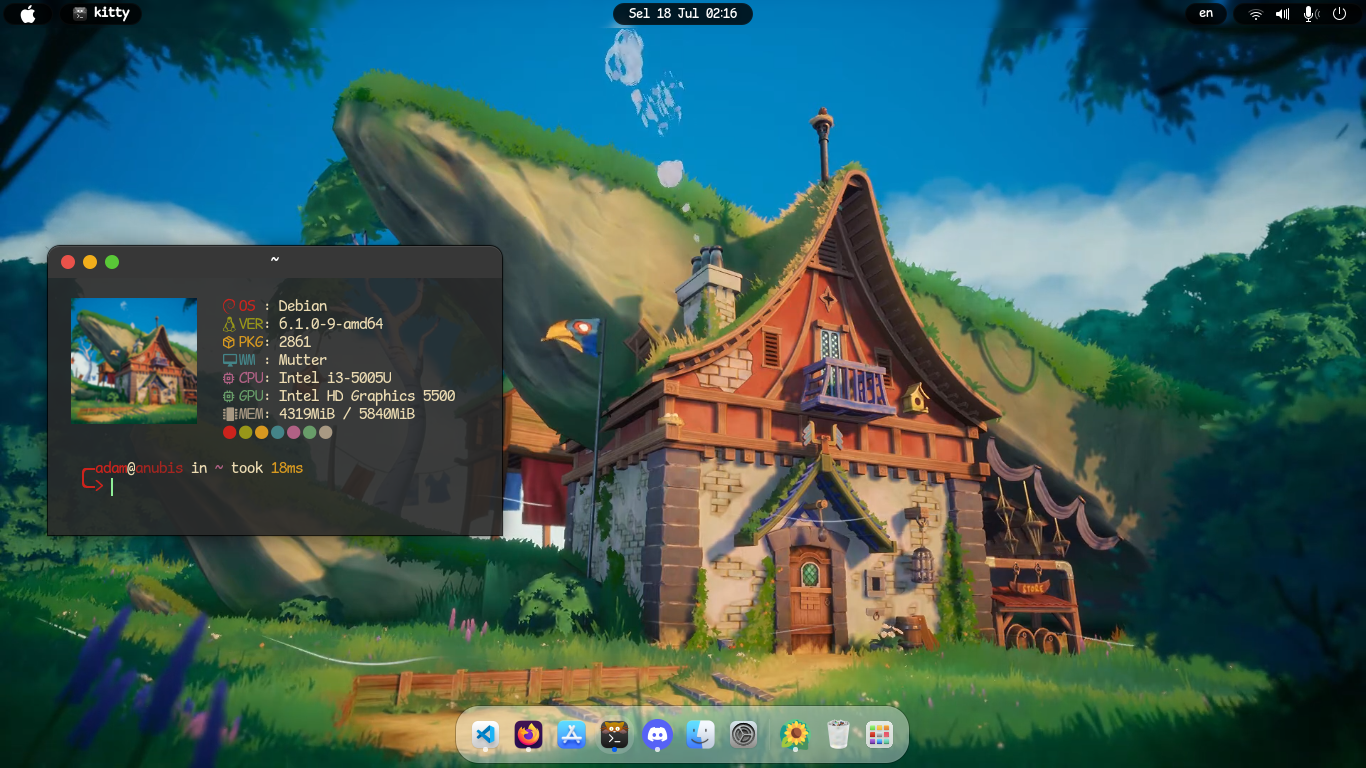 kitty
Sel 18 Jul 02:16
en
~
OS : Debian
VER: 6.1.0-9-amd64
PKG: 2861
WM : Mutter
CPU: Intel i3-5005U
GPU: Intel HD Graphics 5500
MEM: 4319MiB / 5840MiB
adam@anubis in ~ took 18ms
STORE